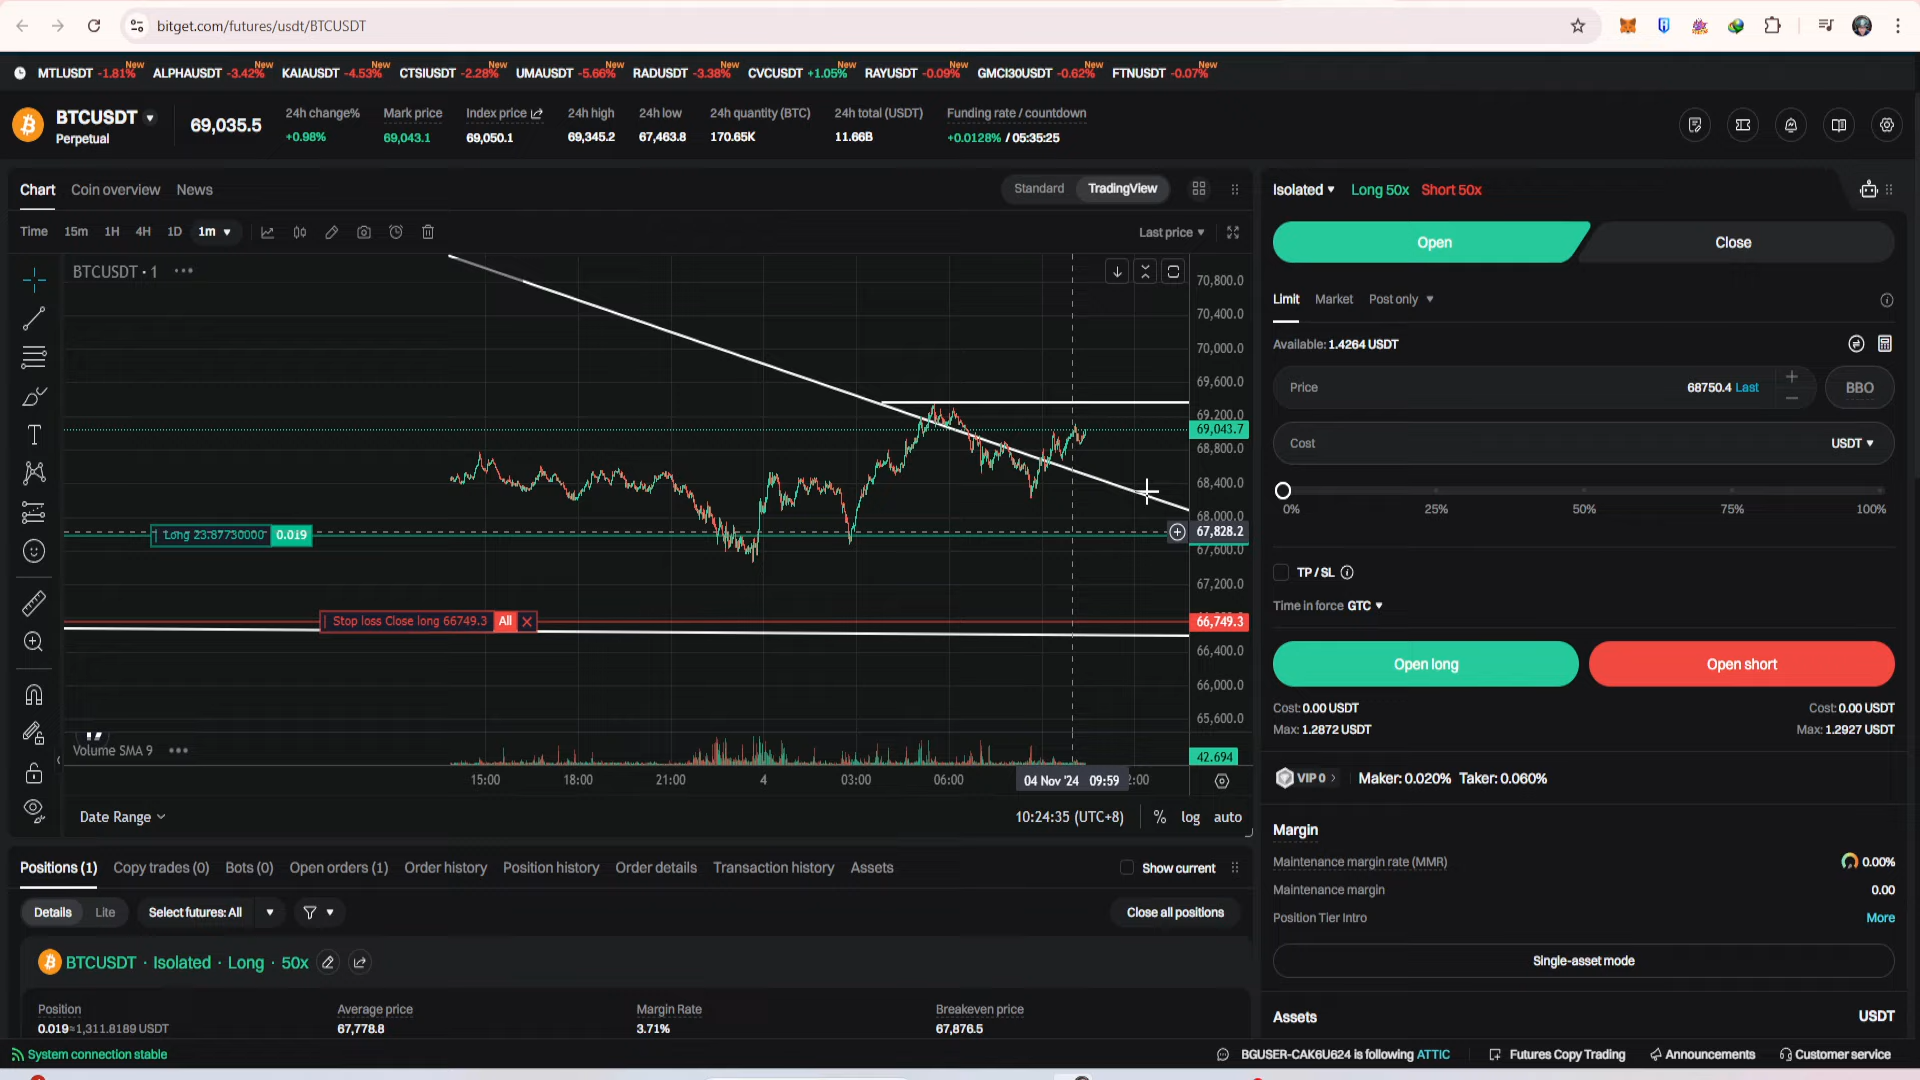 bitget.com/futures/usdt/BTCUSDT
MTLUSDT -1.81% New ALPHAUSDT -3.42% New KAIAUSDT -4.53% New CTSIUSDT -2.28% New UMAUSDT -5.66% New RADUSDT -3.38% New CVCUSDT +1.05% New RAYUSDT -0.09% New GMCI30USDT -0.62% New FTNUSDT -0.07% New
BTCUSDT
Perpetual
69,035.5
24h change% Mark price Index price 24h high 24h low 24h quantity (BTC) 24h total (USDT) Funding rate / countdown
+0.98% 69,043.1 69,050.1 69,345.2 67,463.8 170.65K 11.66B +0.0128% / 05:35:25
Chart Coin overview News
Standard TradingView
Time 15m 1H 4H 1D 1m
Last price
BTCUSDT · 1
70,800.0
70,400.0
70,000.0
69,600.0
69,200.0
69,043.7
68,800.0
68,400.0
68,000.0
67,828.2
67,600.0
67,200.0
66,749.3
66,400.0
66,000.0
65,600.0
Long 23.87730000 0.019
Stop loss Close long 66749.3 All
Volume SMA 9
42.694
15:00 18:00 21:00 4 03:00 06:00 04 Nov '24 09:59 2:00
Date Range
10:24:35 (UTC+8) % log auto
Positions (1) Copy trades (0) Bots (0) Open orders (1) Order history Position history Order details Transaction history Assets
Show current
Details Lite Select futures: All
Close all positions
BTCUSDT · Isolated · Long · 50x
Position Average price Margin Rate Breakeven price
0.019≈1,311.8189 USDT 67,778.8 3.71% 67,876.5
Isolated Long 50x Short 50x
Open Close
Limit Market Post only
Available: 1.4264 USDT
Price 68750.4 Last
BBO
Cost USDT
0% 25% 50% 75% 100%
TP / SL
Time in force GTC
Open long Open short
Cost: 0.00 USDT Cost: 0.00 USDT
Max: 1.2872 USDT Max: 1.2927 USDT
VIP 0 Maker: 0.020% Taker: 0.060%
Margin
Maintenance margin rate (MMR) 0.00%
Maintenance margin 0.00
Position Tier Intro More
Single-asset mode
Assets USDT
System connection stable
BGUSER-CAK6U624 is following ATTIC Futures Copy Trading Announcements Customer service